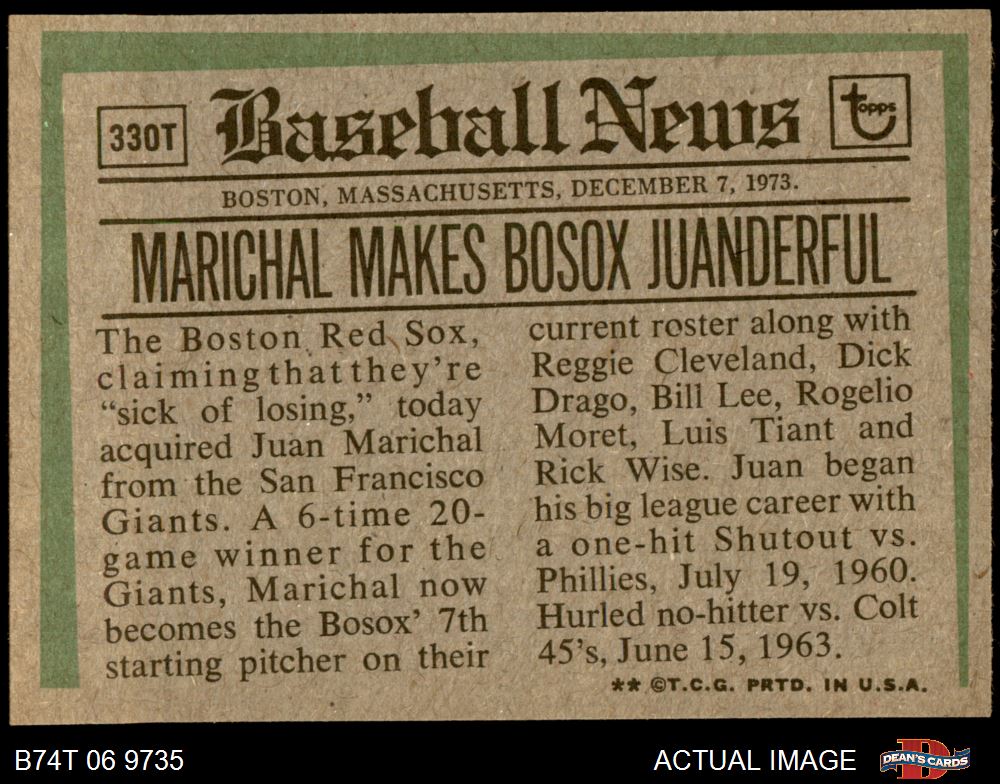 330T
Baseball News
topps
BOSTON, MASSACHUSETTS, DECEMBER 7, 1973.
MARICHAL MAKES BOSOX JUANDERFUL
The Boston Red Sox,
claiming that they're
“sick of losing,” today
acquired Juan Marichal
from the San Francisco
Giants. A 6-time 20-
game winner for the
Giants, Marichal now
becomes the Bosox’ 7th
starting pitcher on their
current roster along with
Reggie Cleveland, Dick
Drago, Bill Lee, Rogelio
Moret, Luis Tiant and
Rick Wise. Juan began
his big league career with
a one-hit Shutout vs.
Phillies, July 19, 1960.
Hurled no-hitter vs. Colt
45’s, June 15, 1963.
** ©T.C.G. PRTD. IN U.S.A.
B74T 06 9735
ACTUAL IMAGE
D
DEAN'S CARDS